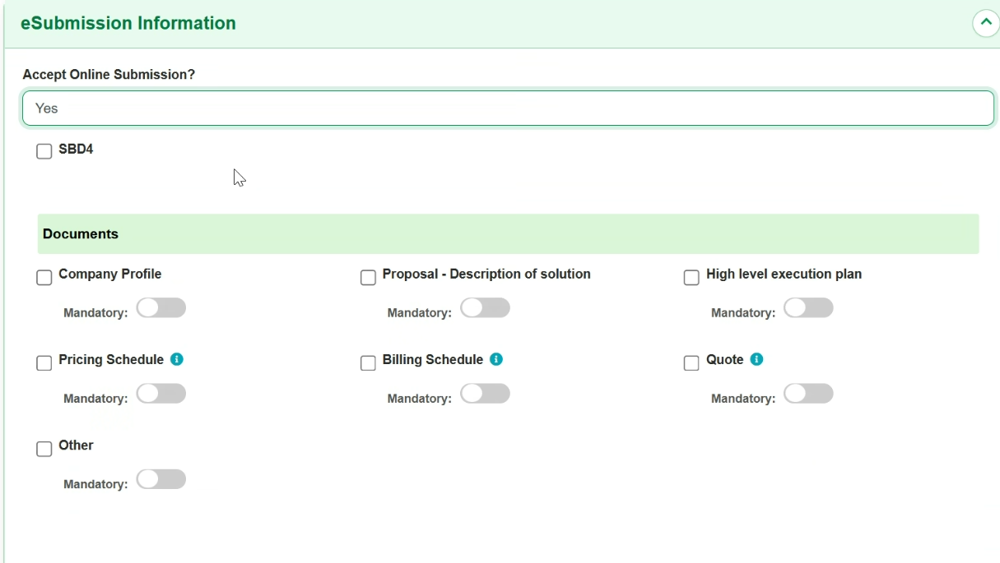 eSubmission Information
Accept Online Submission?
Yes
SBD4
Documents
Company Profile
Proposal - Description of solution
High level execution plan
Mandatory:
Mandatory:
Mandatory:
Pricing Schedule
Billing Schedule
Quote
Mandatory:
Mandatory:
Mandatory:
Other
Mandatory: